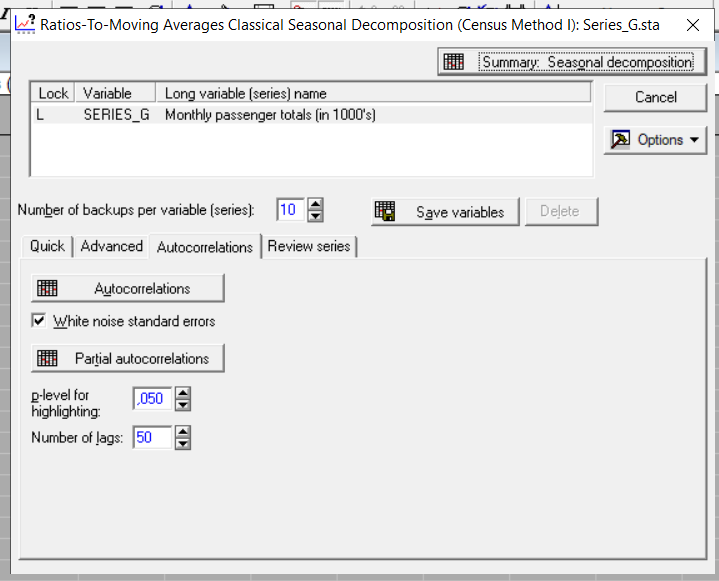 Ratios-To-Moving Averages Classical Seasonal Decomposition (Census Method I): Series_G.sta
Summary: Seasonal decomposition
Lock Variable Long variable (series) name
L SERIES_G Monthly passenger totals (in 1000's)
Cancel
Options
Number of backups per variable (series): 10
Save variables
Delete
Quick Advanced Autocorrelations Review series
Autocorrelations
White noise standard errors
Partial autocorrelations
p-level for
highlighting: ,050
Number of lags: 50